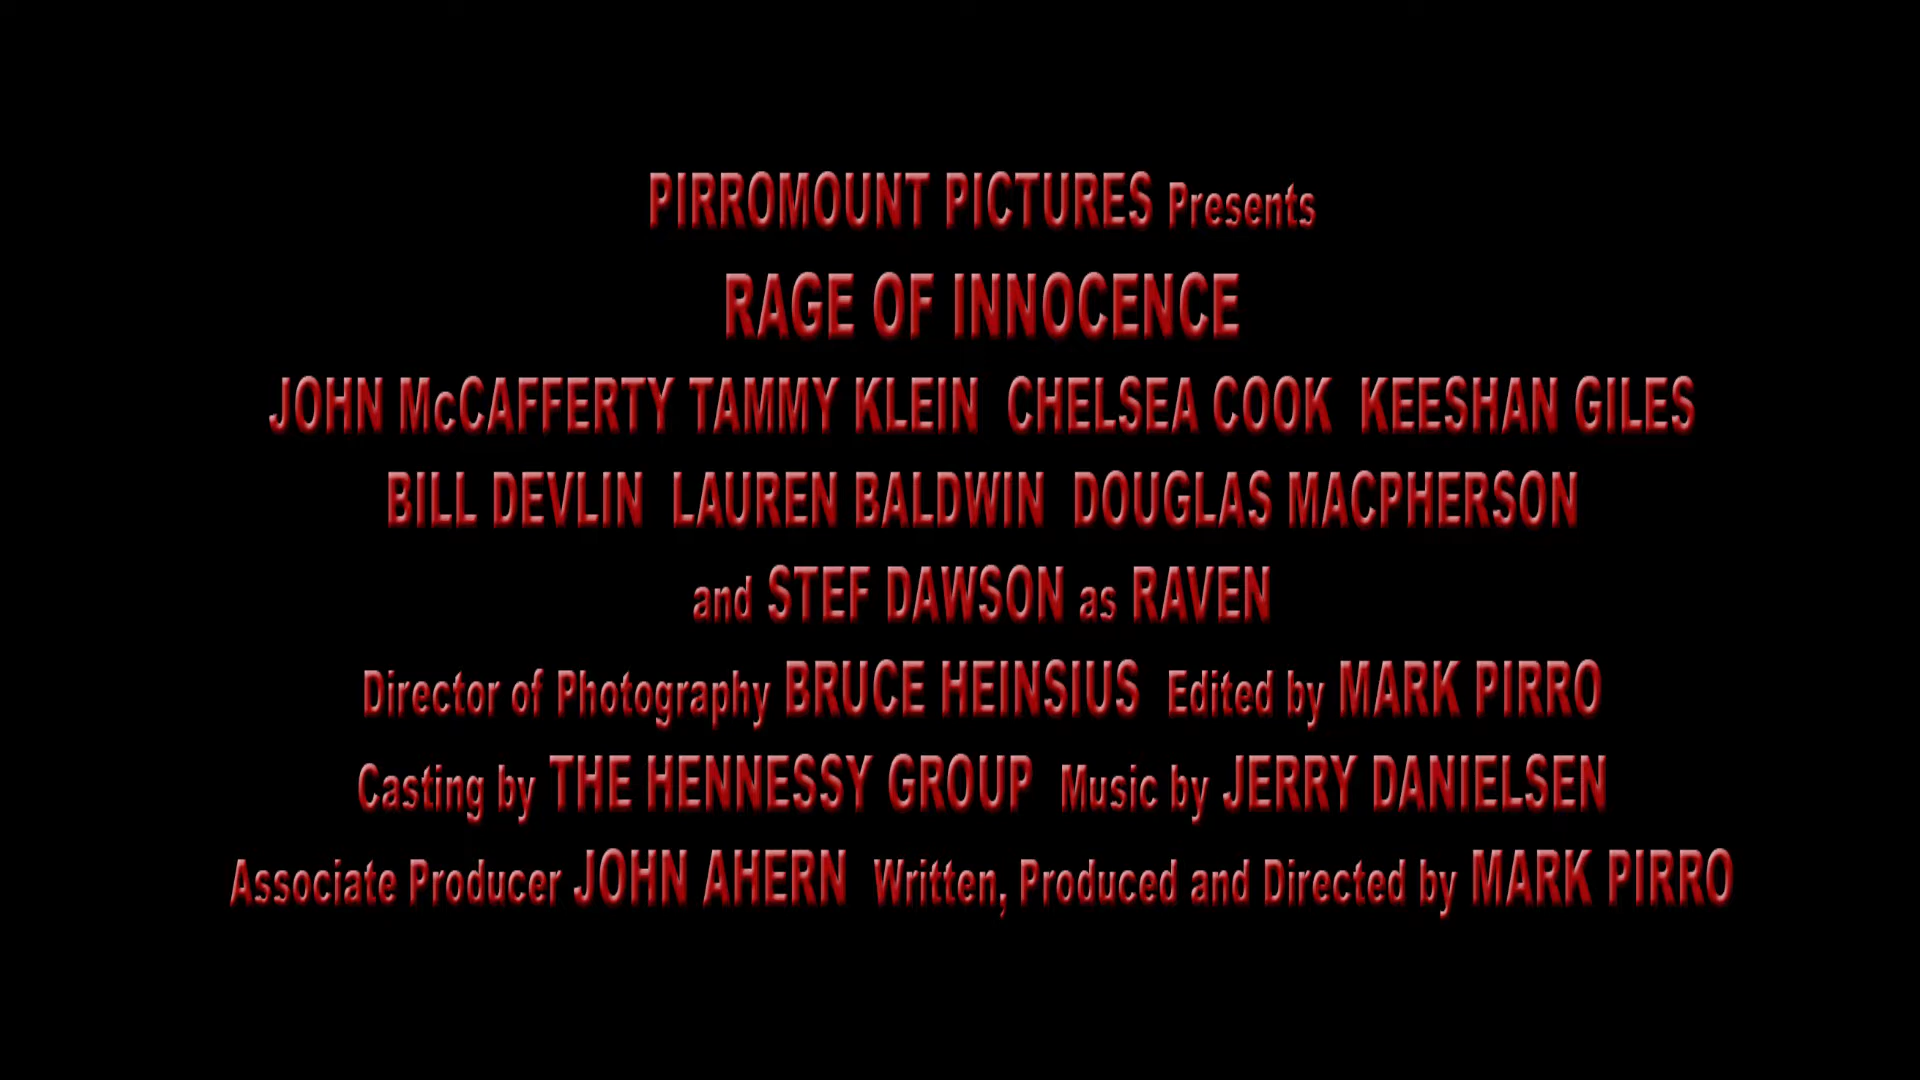 PIRROMOUNT PICTURES Presents
RAGE OF INNOCENCE
JOHN McCAFFERTY TAMMY KLEIN CHELSEA COOK KEESHAN GILES
BILL DEVLIN LAUREN BALDWIN DOUGLAS MACPHERSON
and STEF DAWSON as RAVEN
Director of Photography BRUCE HEINSIUS Edited by MARK PIRRO
Casting by THE HENNESSY GROUP Music by JERRY DANIELSEN
Associate Producer JOHN AHERN Written, Produced and Directed by MARK PIRRO